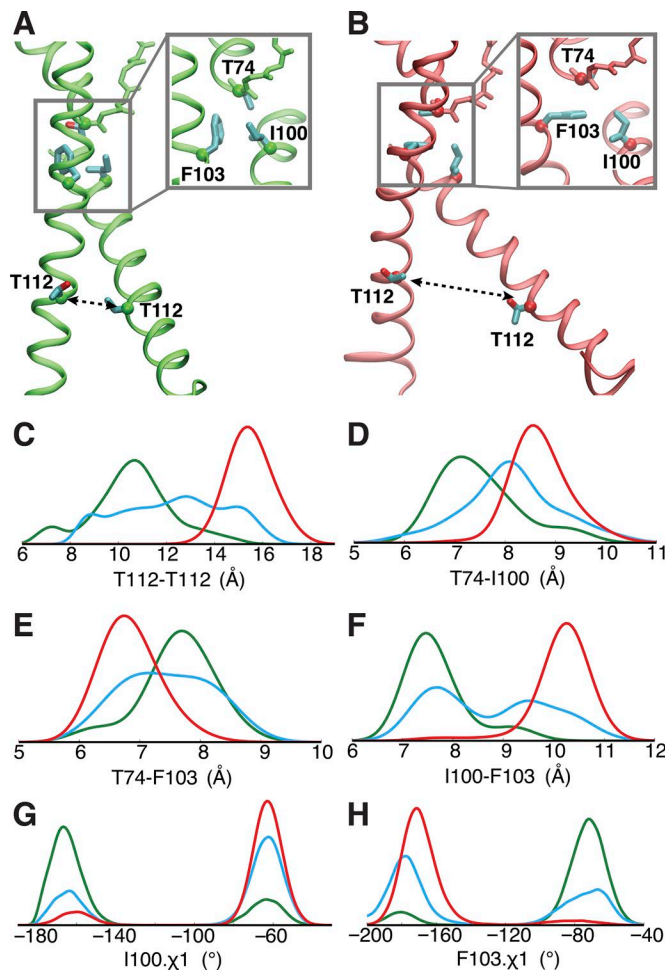 A
B
T74
I100
F103
T74
F103
I100
T112
T112
T112
T112
C
D
6 8 10 12 14 16 18
T112-T112 (Å)
5 6 7 8 9 10 11
T74-I100 (Å)
E
F
5 6 7 8 9 10
T74-F103 (Å)
6 7 8 9 10 11 12
I100-F103 (Å)
G
H
−180 −140 −100 −60
I100.χ1 (°)
−200 −160 −120 −80 −40
F103.χ1 (°)